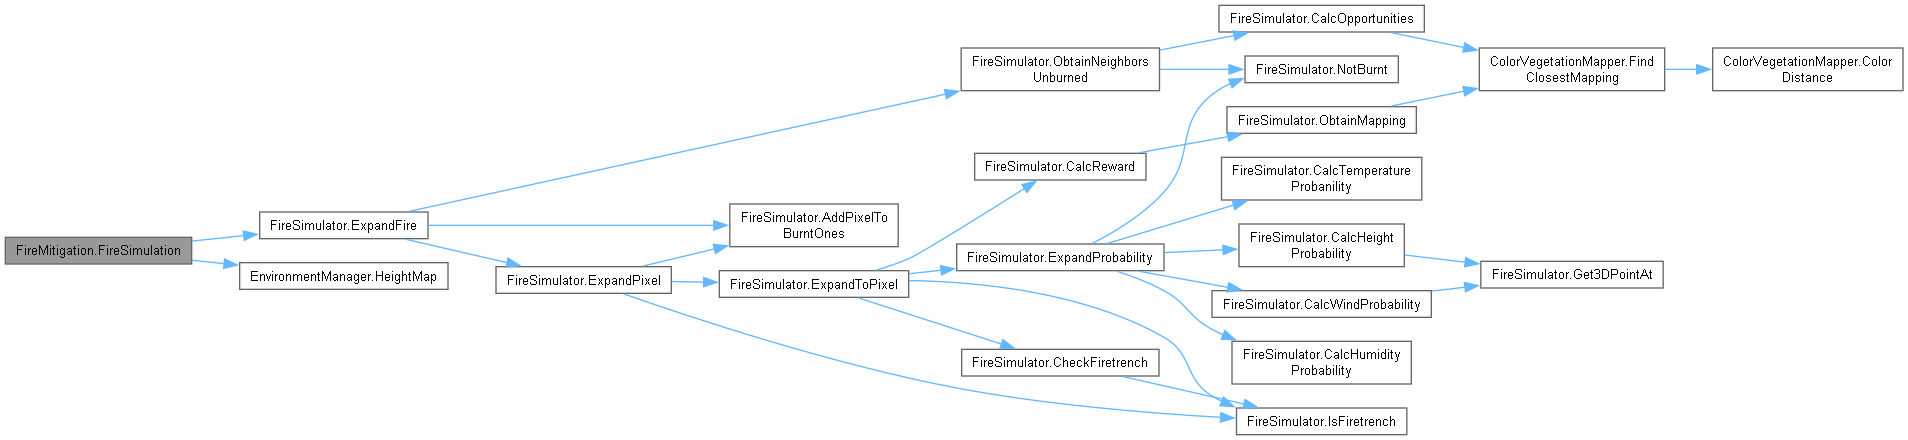 FireMitigation.FireSimulation
FireSimulator.ExpandFire
EnvironmentManager.HeightMap
FireSimulator.ExpandPixel
FireSimulator.AddPixelTo
BurntOnes
FireSimulator.ExpandToPixel
FireSimulator.ObtainNeighbors
Unburned
FireSimulator.CalcReward
FireSimulator.ExpandProbability
FireSimulator.CheckFiretrench
FireSimulator.CalcOpportunities
FireSimulator.NotBurnt
FireSimulator.ObtainMapping
FireSimulator.CalcTemperature
Probanility
FireSimulator.CalcHeight
Probability
FireSimulator.CalcWindProbability
FireSimulator.CalcHumidity
Probability
FireSimulator.IsFiretrench
ColorVegetationMapper.Find
ClosestMapping
FireSimulator.Get3DPointAt
ColorVegetationMapper.Color
Distance